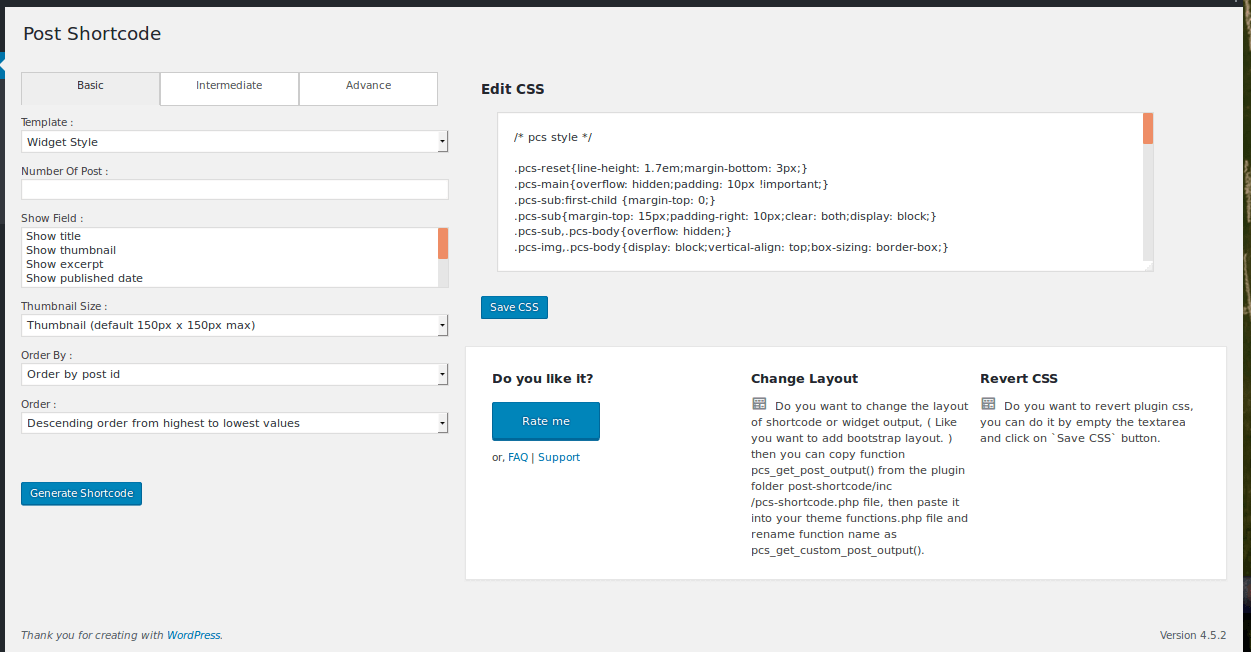 Post Shortcode
Basic
Intermediate
Advance
Template :
Widget Style
Number Of Post :
Show Field :
Show title
Show thumbnail
Show excerpt
Show published date
Thumbnail Size :
Thumbnail (default 150px x 150px max)
Order By :
Order by post id
Order :
Descending order from highest to lowest values
Generate Shortcode
Edit CSS
/* pcs style */
.pcs-reset{line-height: 1.7em;margin-bottom: 3px;}
.pcs-main{overflow: hidden;padding: 10px !important;}
.pcs-sub:first-child {margin-top: 0;}
.pcs-sub{margin-top: 15px;padding-right: 10px;clear: both;display: block;}
.pcs-sub,.pcs-body{overflow: hidden;}
.pcs-img,.pcs-body{display: block;vertical-align: top;box-sizing: border-box;}
Save CSS
Do you like it?
Rate me
or, FAQ | Support
Change Layout
Do you want to change the layout
of shortcode or widget output, ( Like
you want to add bootstrap layout. )
then you can copy function
pcs_get_post_output() from the plugin
folder post-shortcode/inc
/pcs-shortcode.php file, then paste it
into your theme functions.php file and
rename function name as
pcs_get_custom_post_output().
Revert CSS
Do you want to revert plugin css,
you can do it by empty the textarea
and click on `Save CSS` button.
Thank you for creating with WordPress.
Version 4.5.2